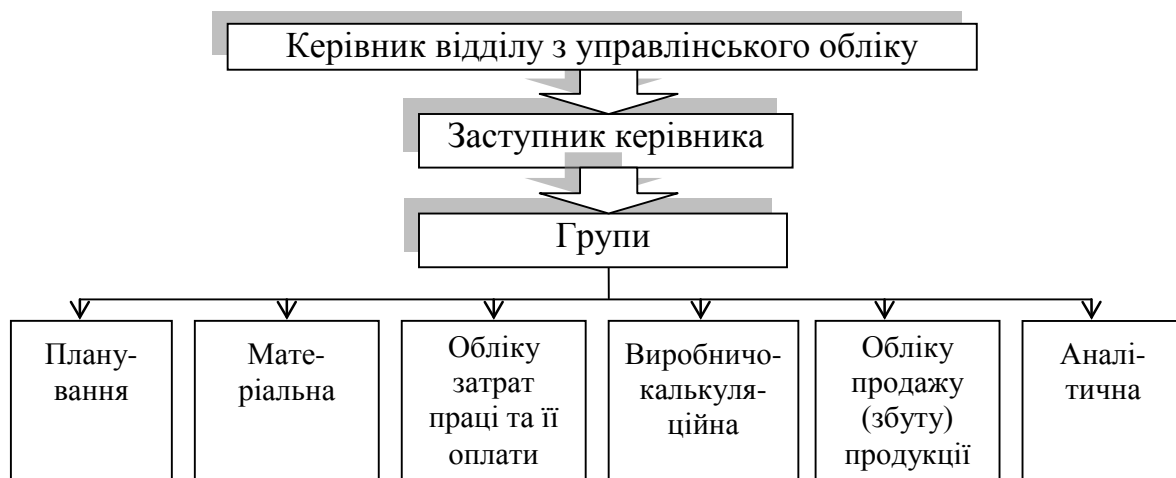 Керівник відділу з управлінського обліку
Заступник керівника
Групи
Плану-
вання
Мате-
ріальна
Обліку
затрат
праці та її
оплати
Виробничо-
калькуля-
ційна
Обліку
продажу
(збуту)
продукції
Аналі-
тична